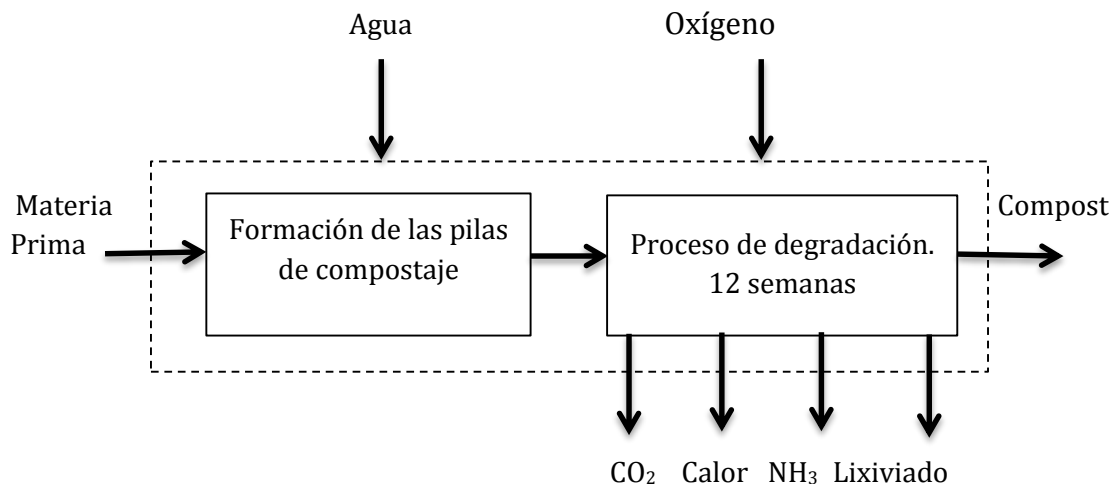 Agua
Oxígeno
Materia
Prima
Formación de las pilas
de compostaje
Proceso de degradación.
12 semanas
Compost
CO₂ Calor NH₃ Lixiviado